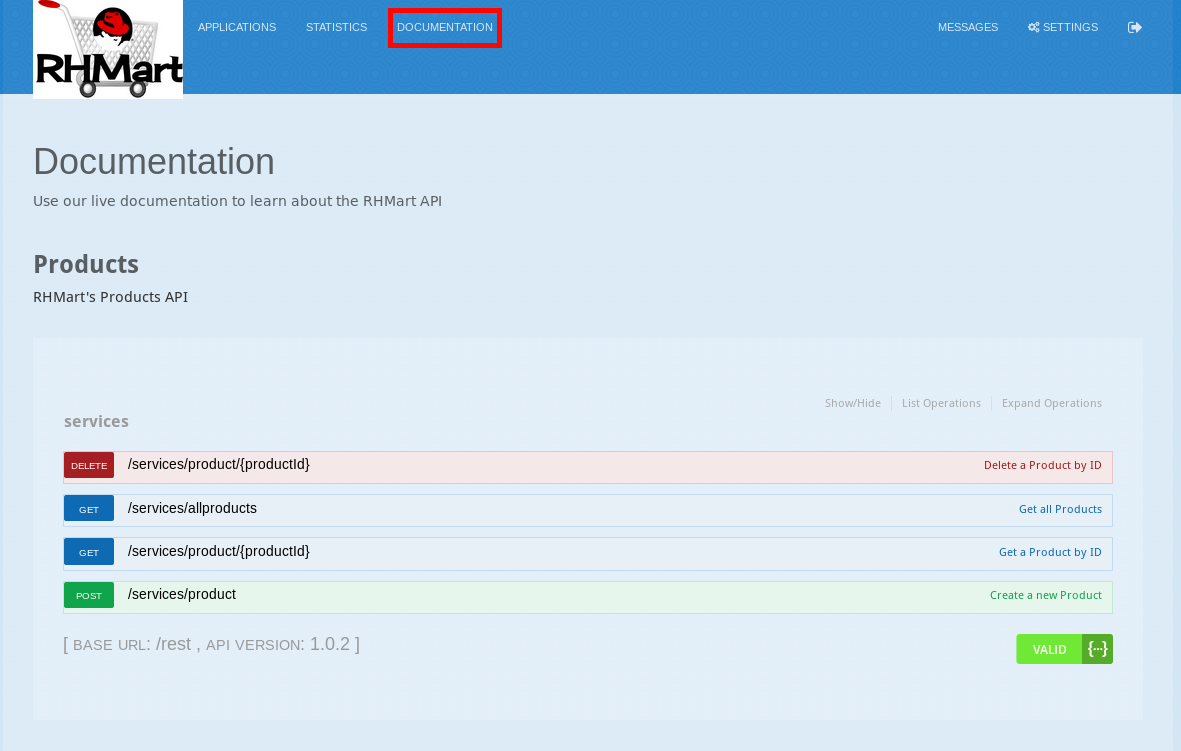 RHMart
APPLICATIONS
STATISTICS
DOCUMENTATION
MESSAGES
SETTINGS
Documentation
Use our live documentation to learn about the RHMart API
Products
RHMart's Products API
Show/Hide
List Operations
Expand Operations
services
DELETE /services/product/{productId} Delete a Product by ID
GET /services/allproducts Get all Products
GET /services/product/{productId} Get a Product by ID
POST /services/product Create a new Product
[ BASE URL: /rest , API VERSION: 1.0.2 ]
VALID {···}